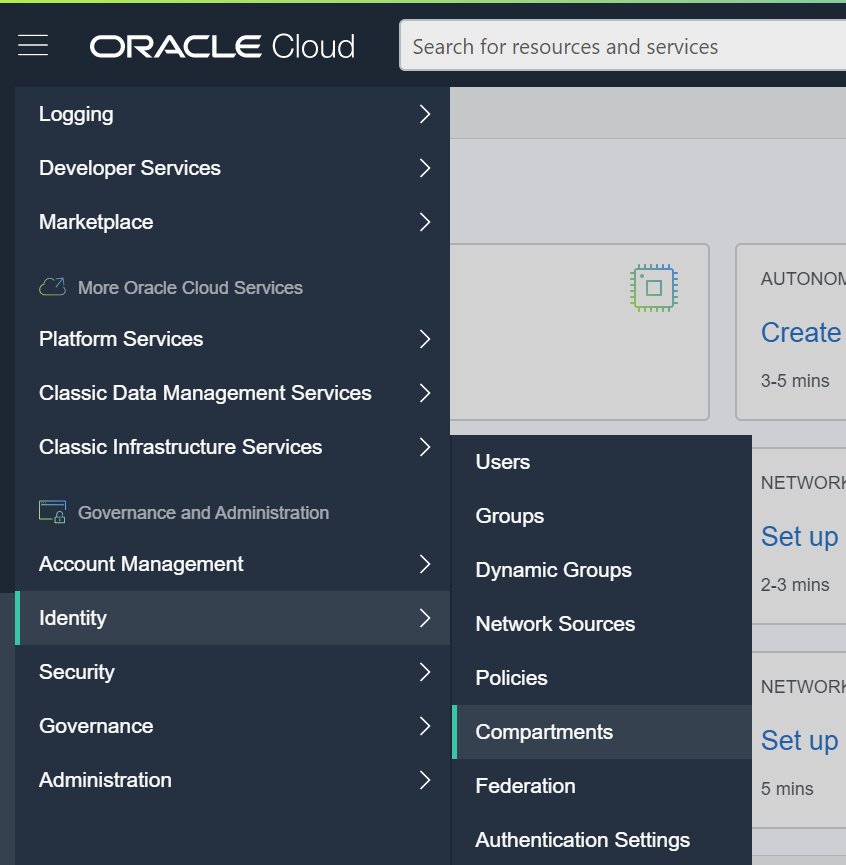 ORACLE Cloud
Search for resources and services
Logging
Developer Services
Marketplace
More Oracle Cloud Services
Platform Services
Classic Data Management Services
Classic Infrastructure Services
Governance and Administration
Account Management
Identity
Security
Governance
Administration
Users
Groups
Dynamic Groups
Network Sources
Policies
Compartments
Federation
Authentication Settings
AUTONOM
Create
3-5 mins
NETWORK
Set up
2-3 mins
NETWORK
Set up
5 mins